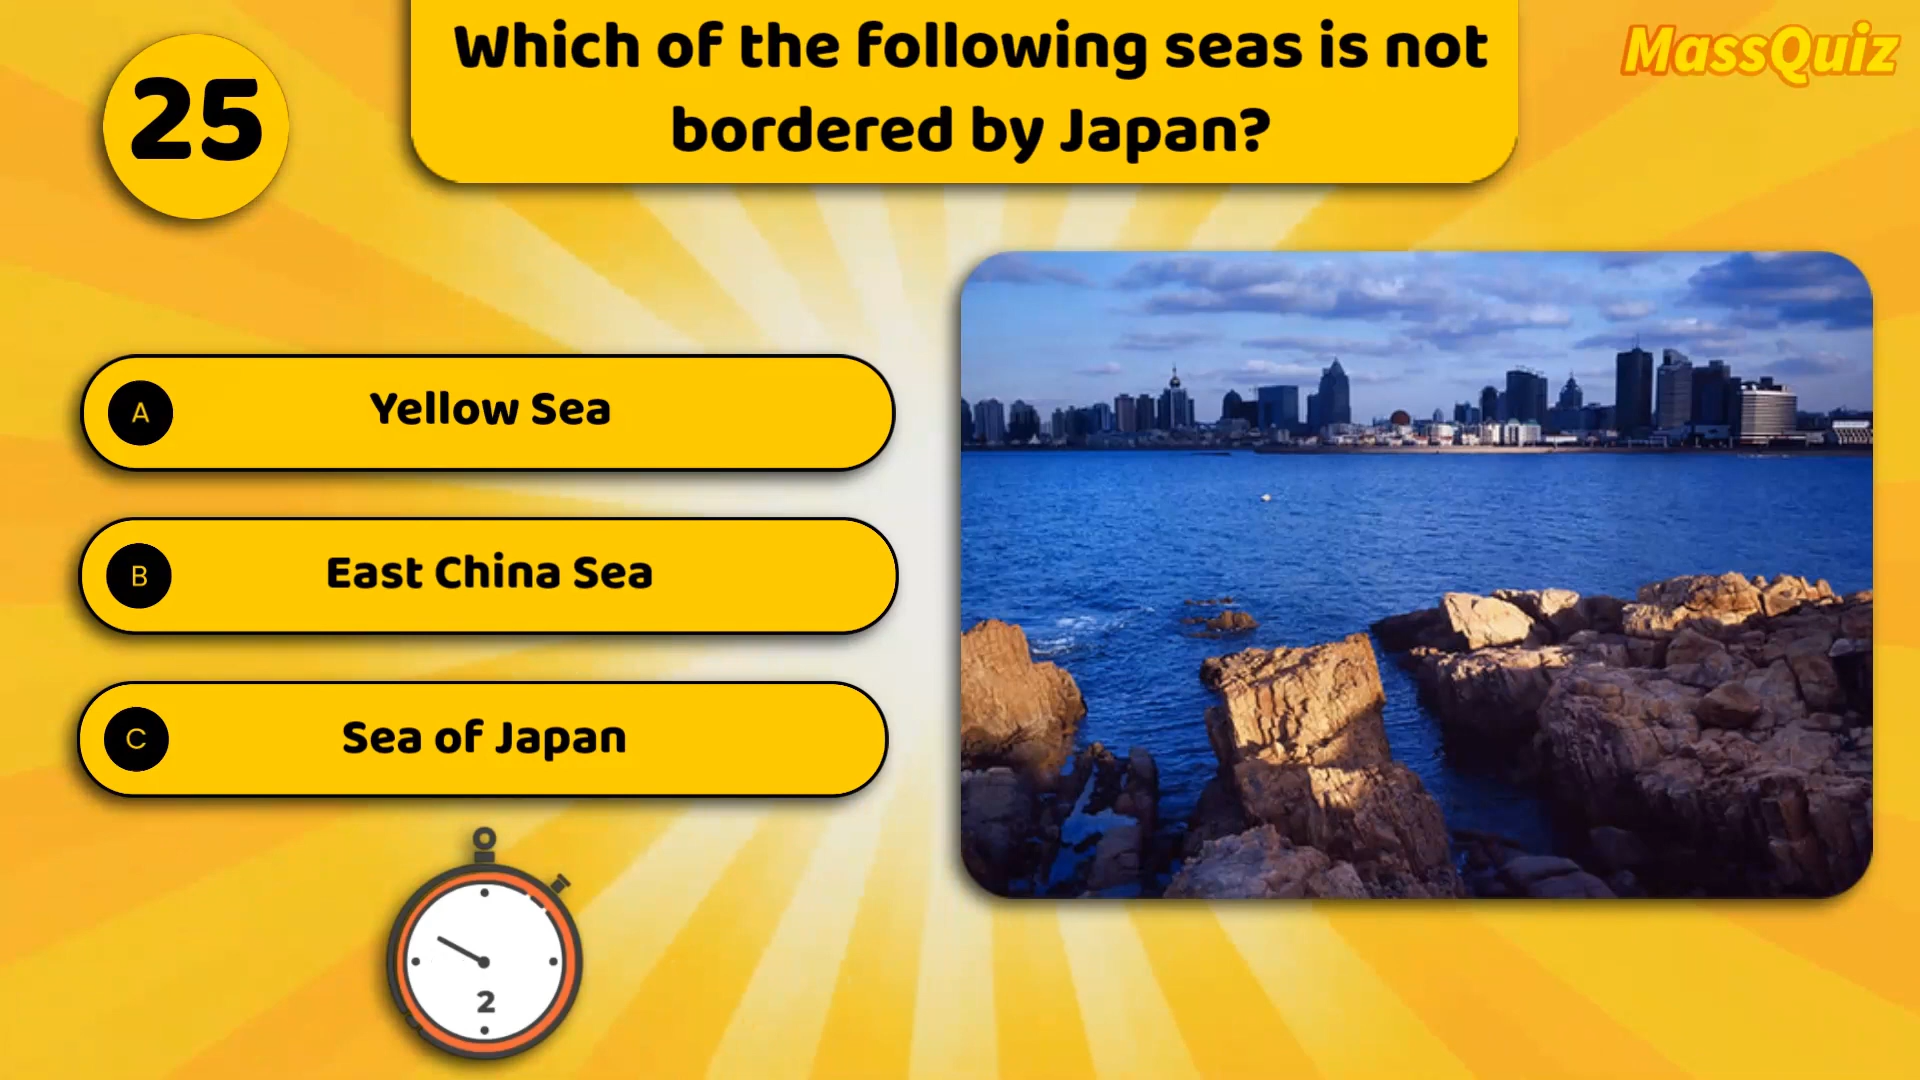 25
Which of the following seas is not
bordered by Japan?
MassQuiz
A
Yellow Sea
B
East China Sea
C
Sea of Japan
2